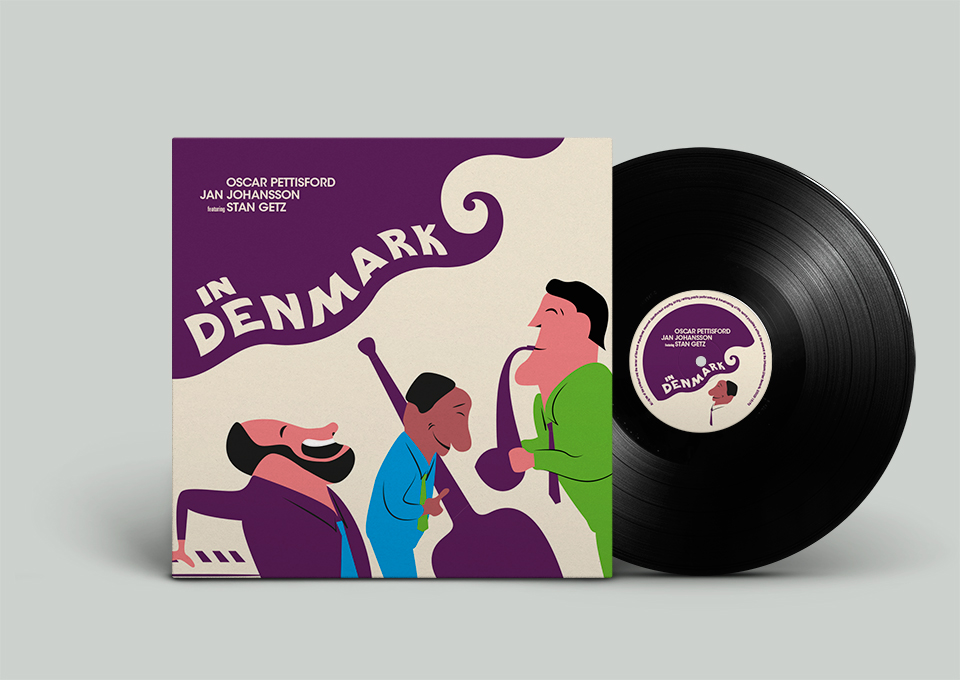 OSCAR PETTISFORD
JAN JOHANSSON
featuring STAN GETZ
IN
DENMARK
OSCAR PETTISFORD
JAN JOHANSSON
featuring STAN GETZ
IN
DENMARK